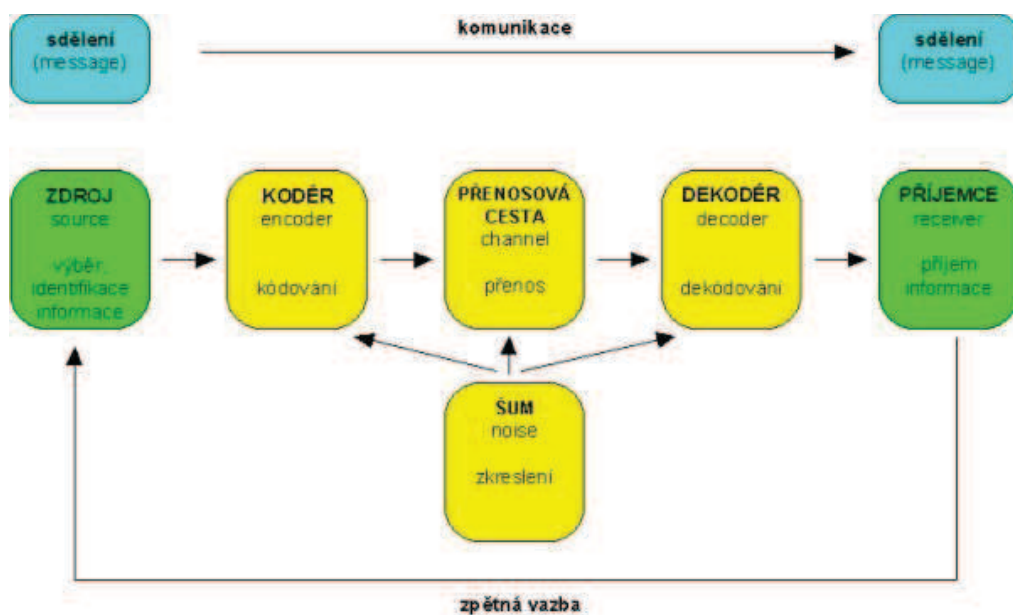 komunikace
sdělení
(message)
sdělení
(message)
ZDROJ
source
výběr,
identifikace
informace
KODÉR
encoder
kódování
PŘENOSOVÁ
CESTA
channel
přenos
DEKODÉR
decoder
dekódování
PŘÍJEMCE
receiver
příjem
informace
ŠUM
noise
zkreslení
zpětná vazba